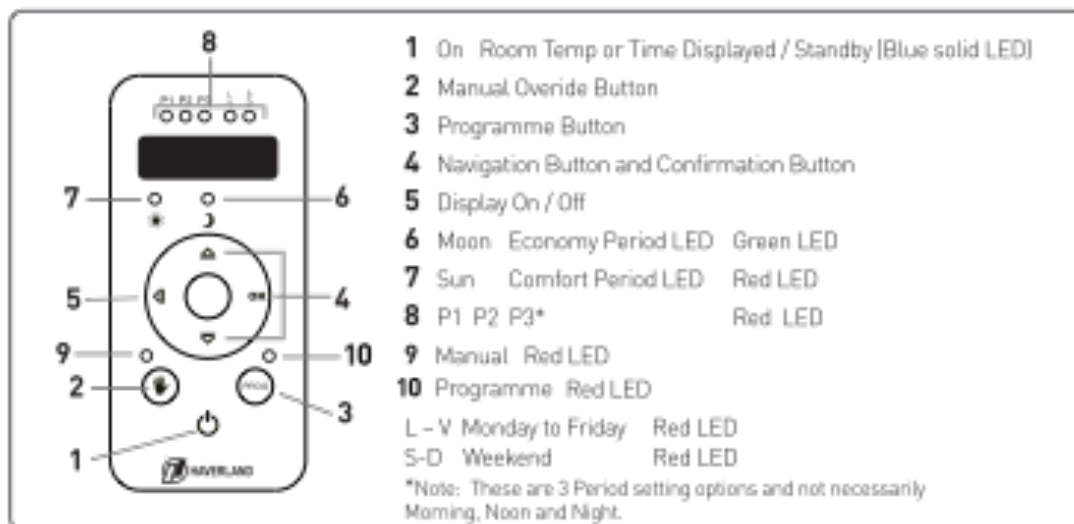 8
1 On Room Temp or Time Displayed / Standby (Blue solid LED)
2 Manual Overide Button
3 Programme Button
4 Navigation Button and Confirmation Button
5 Display On / Off
6 Moon Economy Period LED Green LED
7 Sun Comfort Period LED Red LED
8 P1 P2 P3* Red LED
9 Manual Red LED
10 Programme Red LED
L – V Monday to Friday Red LED
S-D Weekend Red LED
*Note: These are 3 Period setting options and not necessarily
Morning, Noon and Night.
P1 P2 P3
7
6
5
4
9
10
2
PROG
3
1
HAVERLAND